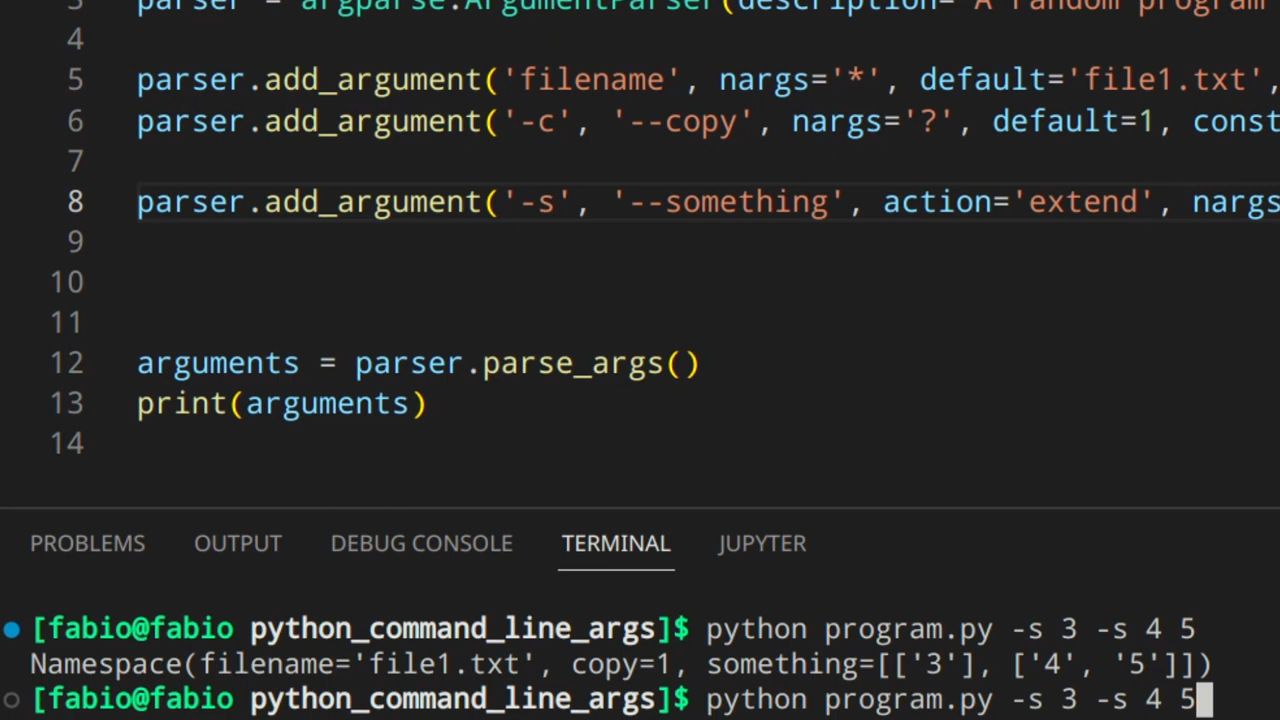 3 parser = argparse.ArgumentParser(description='A random program
4
5 parser.add_argument('filename', nargs='*', default='file1.txt',
6 parser.add_argument('-c', '--copy', nargs='?', default=1, const
7
8 parser.add_argument('-s', '--something', action='extend', nargs
9
10
11
12 arguments = parser.parse_args()
13 print(arguments)
14
PROBLEMS OUTPUT DEBUG CONSOLE TERMINAL JUPYTER
[fabio@fabio python_command_line_args]$ python program.py -s 3 -s 4 5
Namespace(filename='file1.txt', copy=1, something=[['3'], ['4', '5']])
[fabio@fabio python_command_line_args]$ python program.py -s 3 -s 4 5